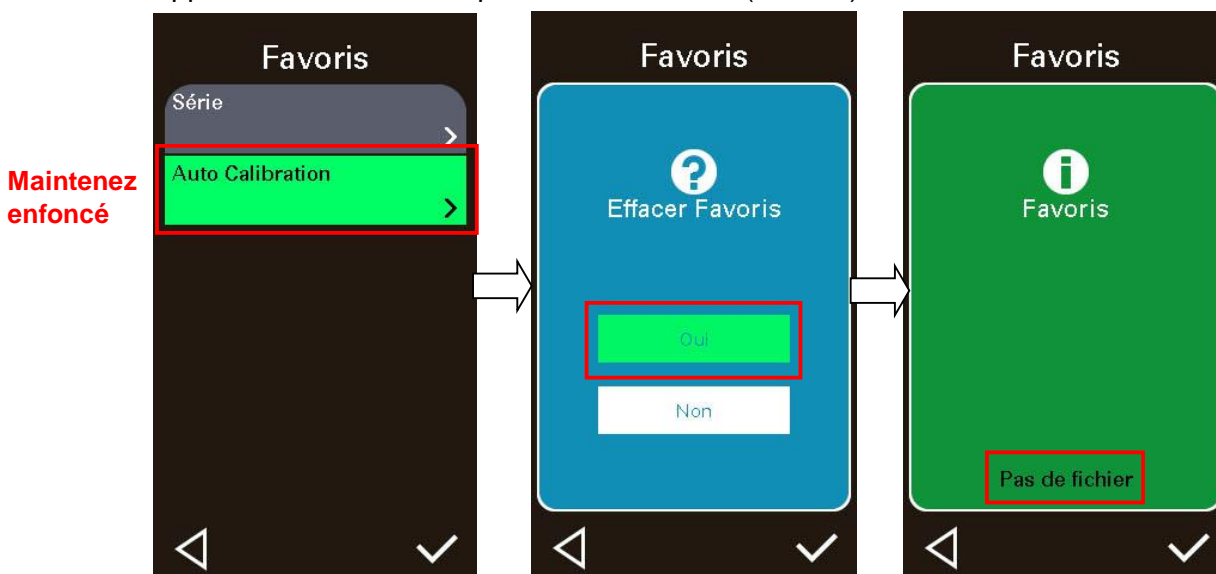 Favoris
Série
Auto Calibration
Maintenez
enfoncé
Favoris
Effacer Favoris
Oui
Non
Favoris
Favoris
Pas de fichier